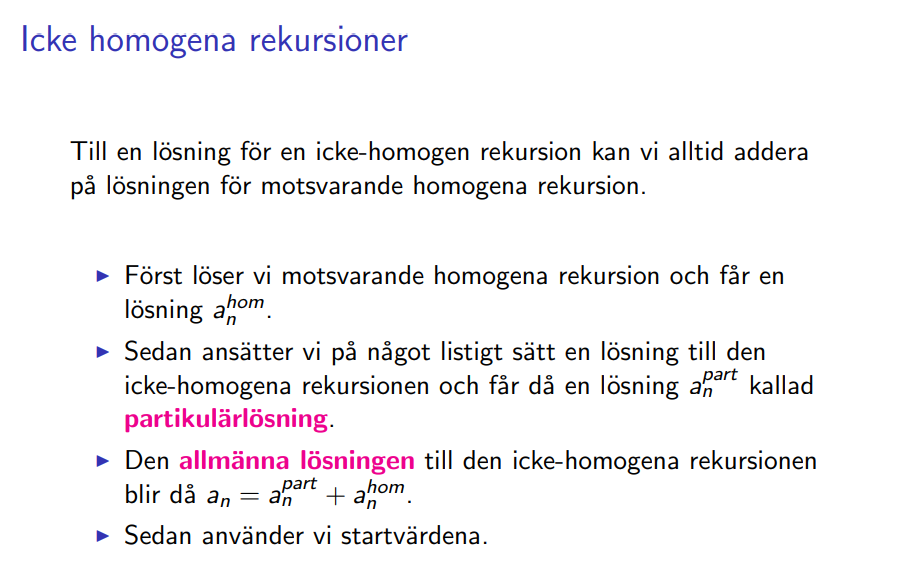 Icke homogena rekursioner
Till en lösning för en icke-homogen rekursion kan vi alltid addera
på lösningen för motsvarande homogena rekursion.
▶ Först löser vi motsvarande homogena rekursion och får en
lösning $a_n^{hom}$.
▶ Sedan ansätter vi på något listigt sätt en lösning till den
icke-homogena rekursionen och får då en lösning $a_n^{part}$ kallad
partikulärlösning.
▶ Den allmänna lösningen till den icke-homogena rekursionen
blir då $a_n = a_n^{part} + a_n^{hom}$.
▶ Sedan använder vi startvärdena.